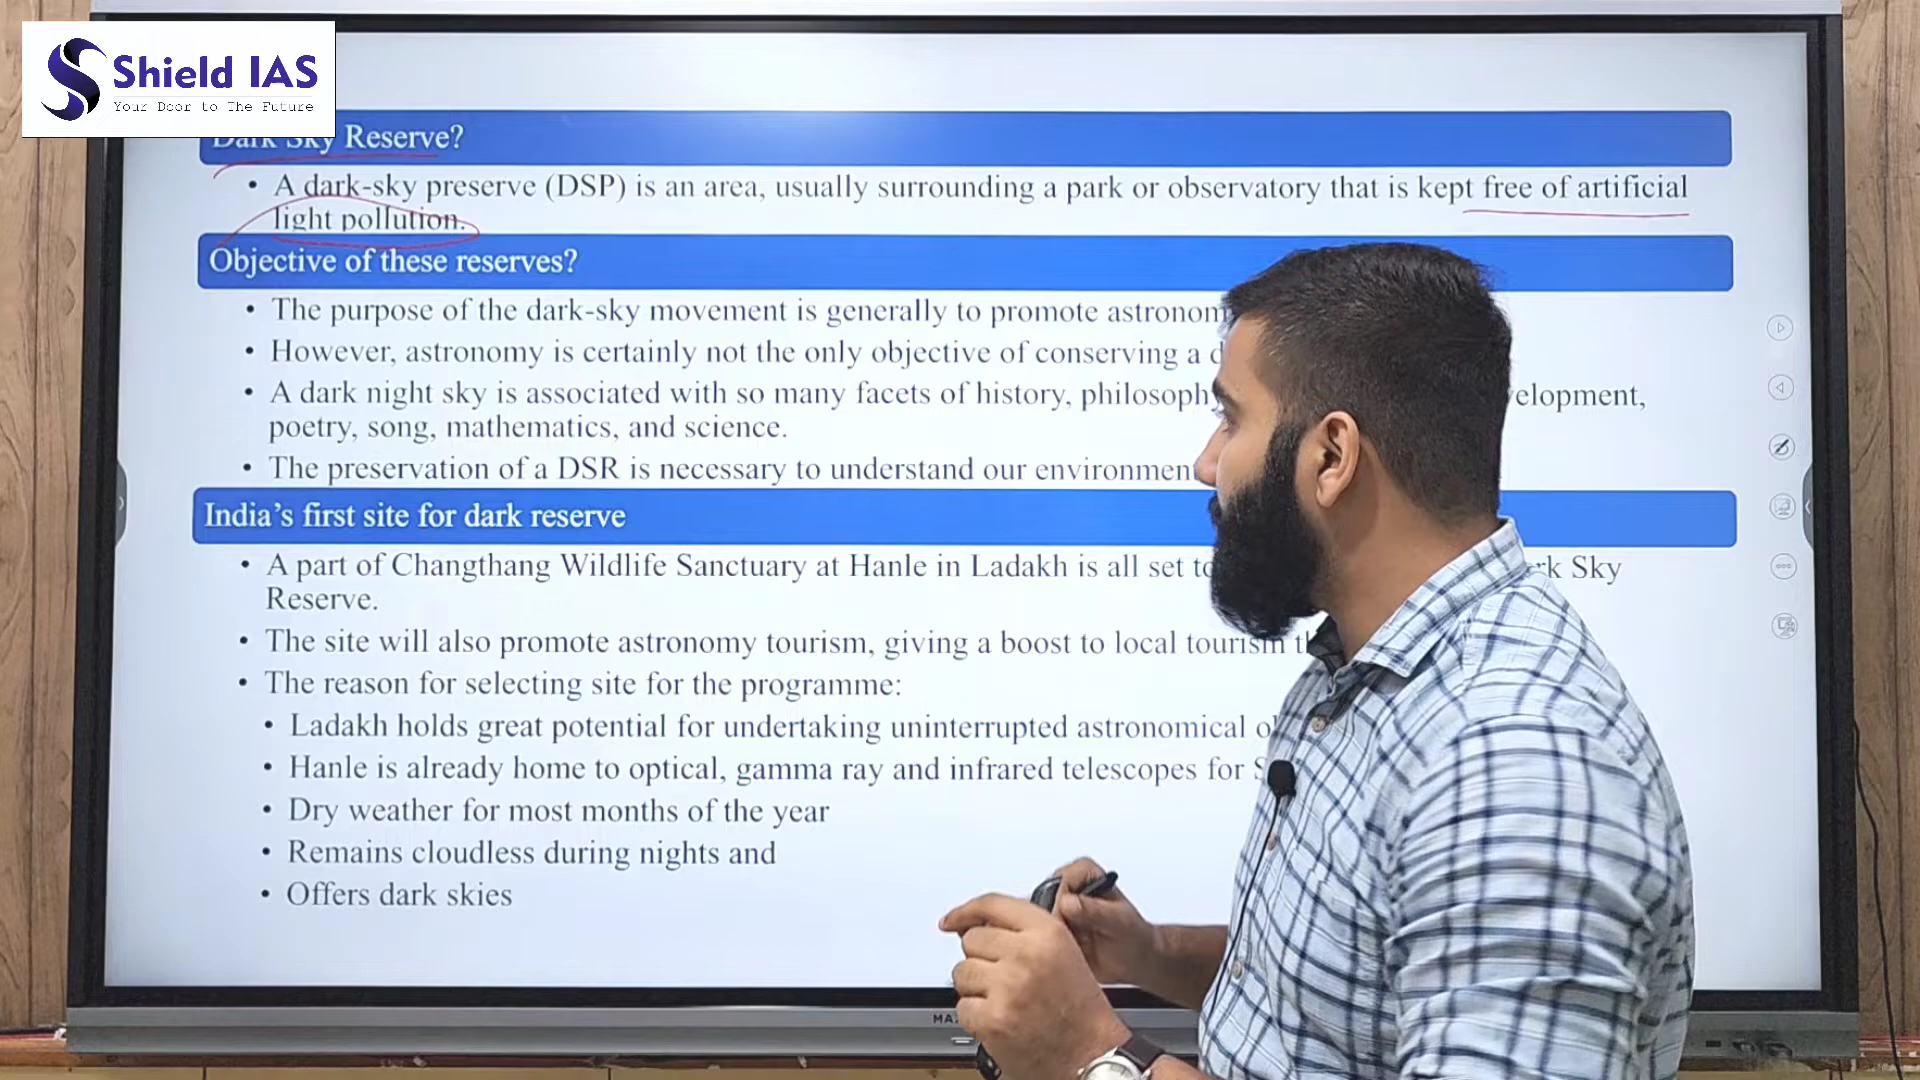 Shield IAS
Your Door to The Future
Dark Sky Reserve?
• A dark-sky preserve (DSP) is an area, usually surrounding a park or observatory that is kept free of artificial
light pollution.
Objective of these reserves?
• The purpose of the dark-sky movement is generally to promote
• However, astronomy is certainly not the only objective of conserving a
• A dark night sky is associated with so many facets of history,
poetry, song, mathematics, and science.
• The preservation of a DSR is necessary to understand our
India's first site for dark reserve
• A part of Changthang Wildlife Sanctuary at Hanle in Ladakh is all set Sky
Reserve.
• The site will also promote astronomy tourism, giving a boost to local tourism
• The reason for selecting site for the programme:
• Ladakh holds great potential for undertaking uninterrupted astronomical
• Hanle is already home to optical, gamma ray and infrared telescopes for
• Dry weather for most months of the year
• Remains cloudless during nights and
• Offers dark skies